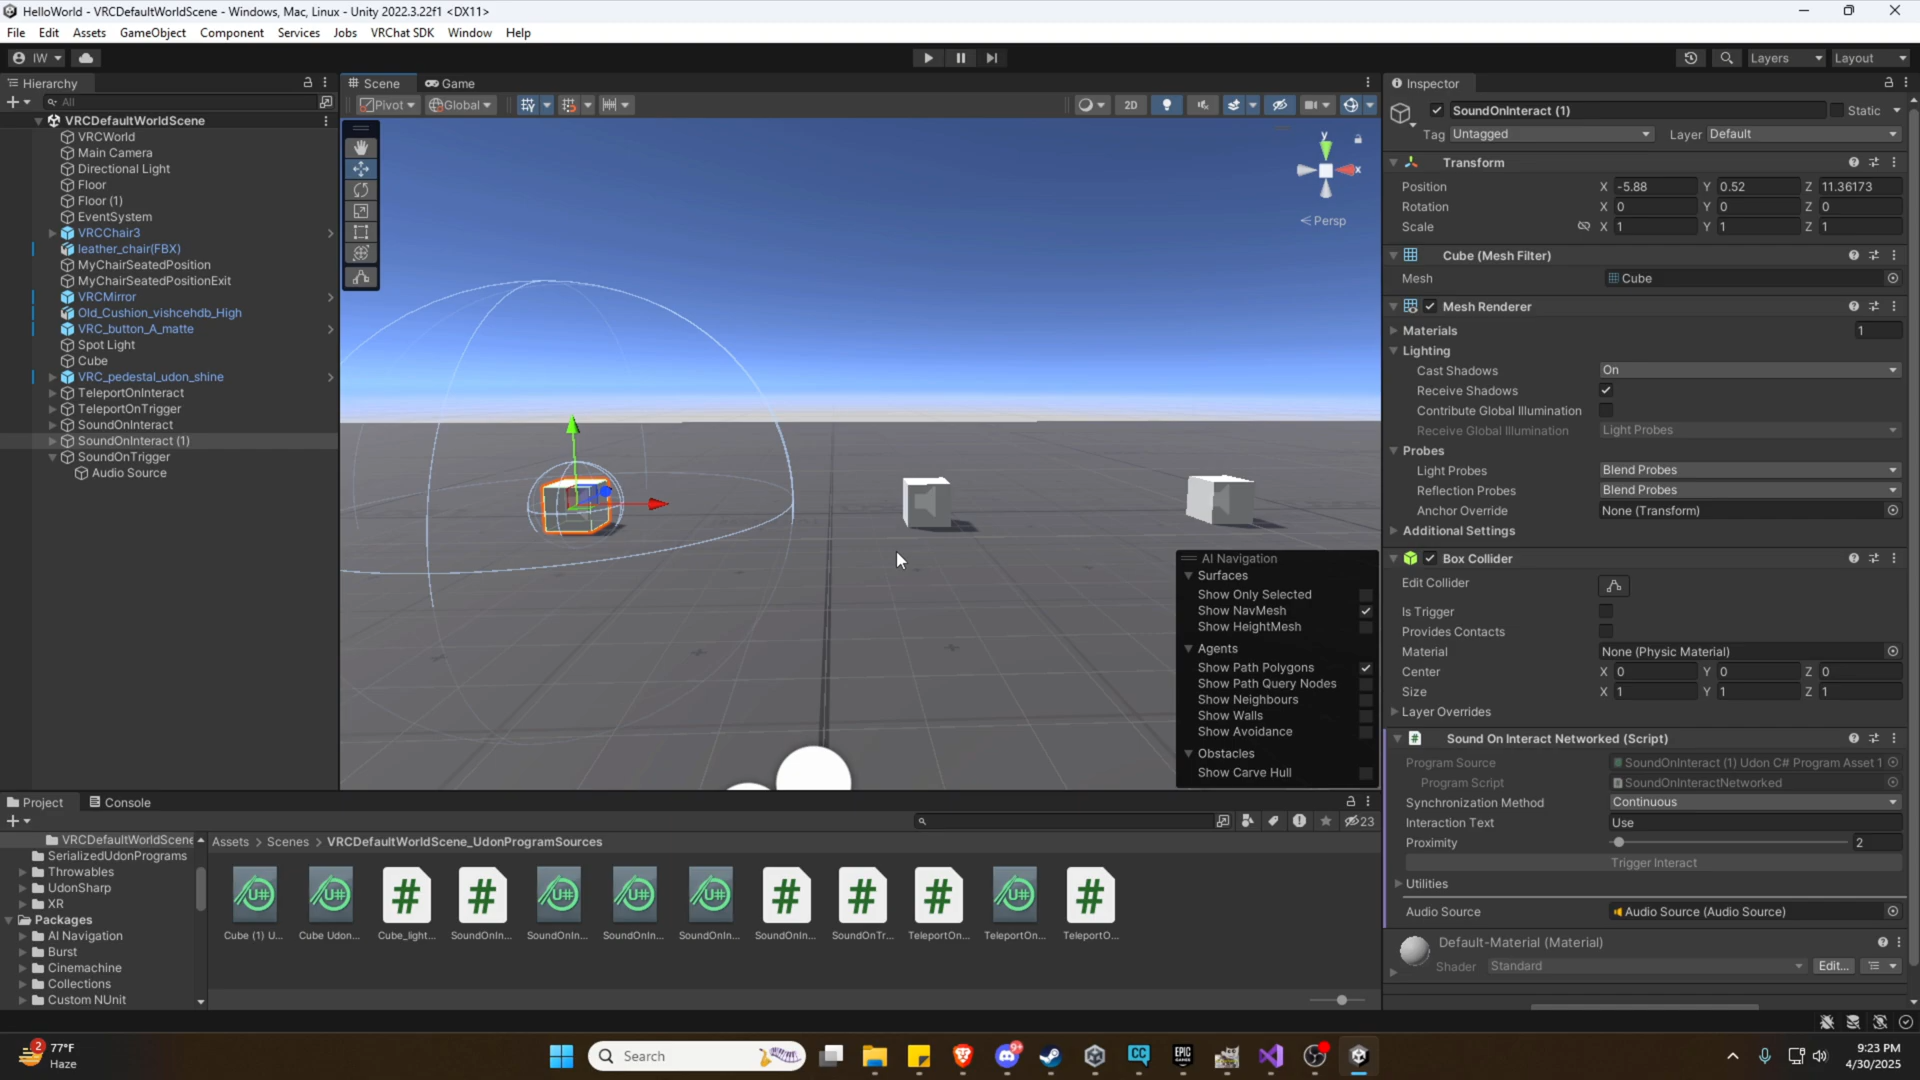 HelloWorld - VRCDefaultWorldScene - Windows, Mac, Linux - Unity 2022.3.22f1 <DX11>
File Edit Assets GameObject Component Services Jobs VRChat SDK Window Help
IW
Layers
Layout
Hierarchy
All
VRCDefaultWorldScene
VRCWorld
Main Camera
Directional Light
Floor
Floor (1)
EventSystem
VRCChair3
leather_chair(FBX)
MyChairSeatedPosition
MyChairSeatedPositionExit
VRCMirror
Old_Cushion_vishcehdb_High
VRC_button_A_matte
Spot Light
Cube
VRC_pedestal_udon_shine
TeleportOnInteract
TeleportOnTrigger
SoundOnInteract
SoundOnInteract (1)
SoundOnTrigger
Audio Source
Scene
Game
Pivot
Global
2D
y
x
Persp
AI Navigation
Surfaces
Show Only Selected
Show NavMesh
Show HeightMesh
Agents
Show Path Polygons
Show Path Query Nodes
Show Neighbours
Show Walls
Show Avoidance
Obstacles
Show Carve Hull
Inspector
SoundOnInteract (1)
Static
Tag Untagged
Layer Default
Transform
Position X -5.88 Y 0.52 Z 11.36173
Rotation X 0 Y 0 Z 0
Scale X 1 Y 1 Z 1
Cube (Mesh Filter)
Mesh Cube
Mesh Renderer
Materials 1
Lighting
Cast Shadows On
Receive Shadows
Contribute Global Illumination
Receive Global Illumination Light Probes
Probes
Light Probes Blend Probes
Reflection Probes Blend Probes
Anchor Override None (Transform)
Additional Settings
Box Collider
Edit Collider
Is Trigger
Provides Contacts
Material None (Physic Material)
Center X 0 Y 0 Z 0
Size X 1 Y 1 Z 1
Layer Overrides
Sound On Interact Networked (Script)
Program Source SoundOnInteract (1) Udon C# Program Asset 1
Program Script SoundOnInteractNetworked
Synchronization Method Continuous
Interaction Text Use
Proximity 2
Trigger Interact
Utilities
Audio Source Audio Source (Audio Source)
Default-Material (Material)
Shader Standard Edit...
Project
Console
23
VRCDefaultWorldScene
SerializedUdonPrograms
Throwables
UdonSharp
XR
Packages
AI Navigation
Burst
Cinemachine
Collections
Custom NUnit
Assets > Scenes > VRCDefaultWorldScene_UdonProgramSources
Cube (1) U...
Cube Udon...
Cube_light...
SoundOnIn...
SoundOnIn...
SoundOnIn...
SoundOnIn...
SoundOnIn...
SoundOnTr...
TeleportOn...
TeleportOn...
TeleportO...
2
77°F
Haze
Search
9+
CC
EPIC GAMES
9:23 PM
4/30/2025